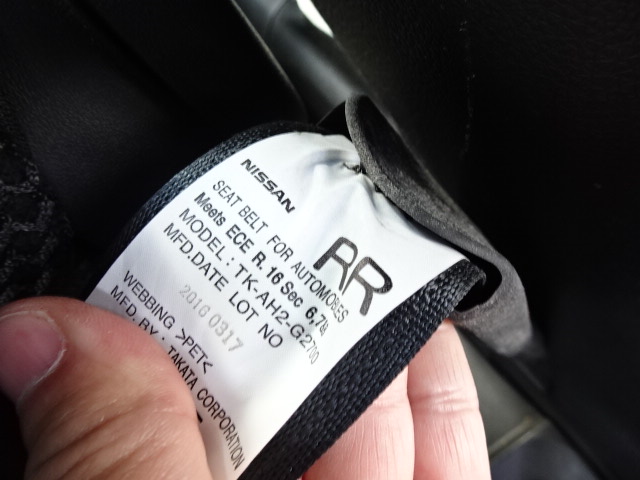 NISSAN
SEAT BELT FOR AUTOMOBILES
Meets ECE R. 16 Sec 6.7B
MODEL : TK-AH2-G2700
MFD.DATE LOT NO
2016 0317
RR
WEBBING >PET<
MFD.BY : TAKATA CORPORATION